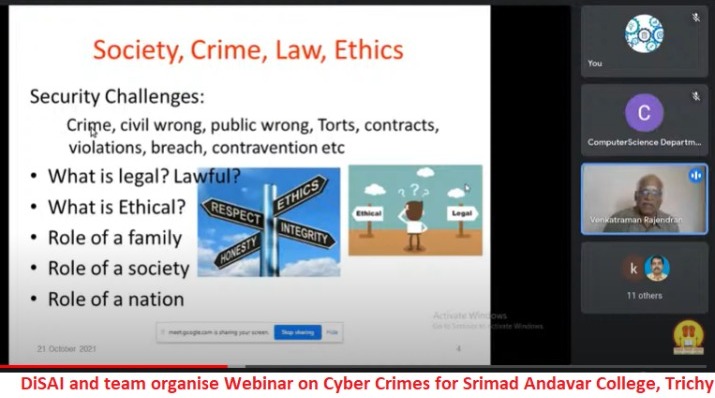 Society, Crime, Law, Ethics
Security Challenges:
Crime, civil wrong, public wrong, Torts, contracts,
violations, breach, contravention etc
• What is legal? Lawful?
• What is Ethical?
• Role of a family
• Role of a society
• Role of a nation
ETHICS
RESPECT
INTEGRITY
HONESTY
? ? ?
Ethical
Legal
meet.google.com is sharing your screen.
Stop sharing
Hide
Activate Windows
Go to Settings to activate Windows.
21 October 2021
4
You
C
ComputerScience Departm...
Venkatraman Rajendran
k
11 others
DiSAI and team organise Webinar on Cyber Crimes for Srimad Andavar College, Trichy